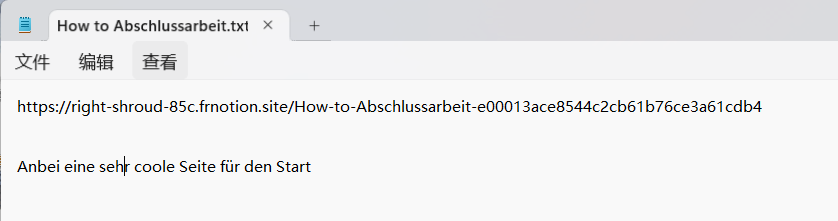 How to Abschlussarbeit.txt
文件 编辑 查看
https://right-shroud-85c.frnotion.site/How-to-Abschlussarbeit-e00013ace8544c2cb61b76ce3a61cdb4
Anbei eine sehr coole Seite für den Start